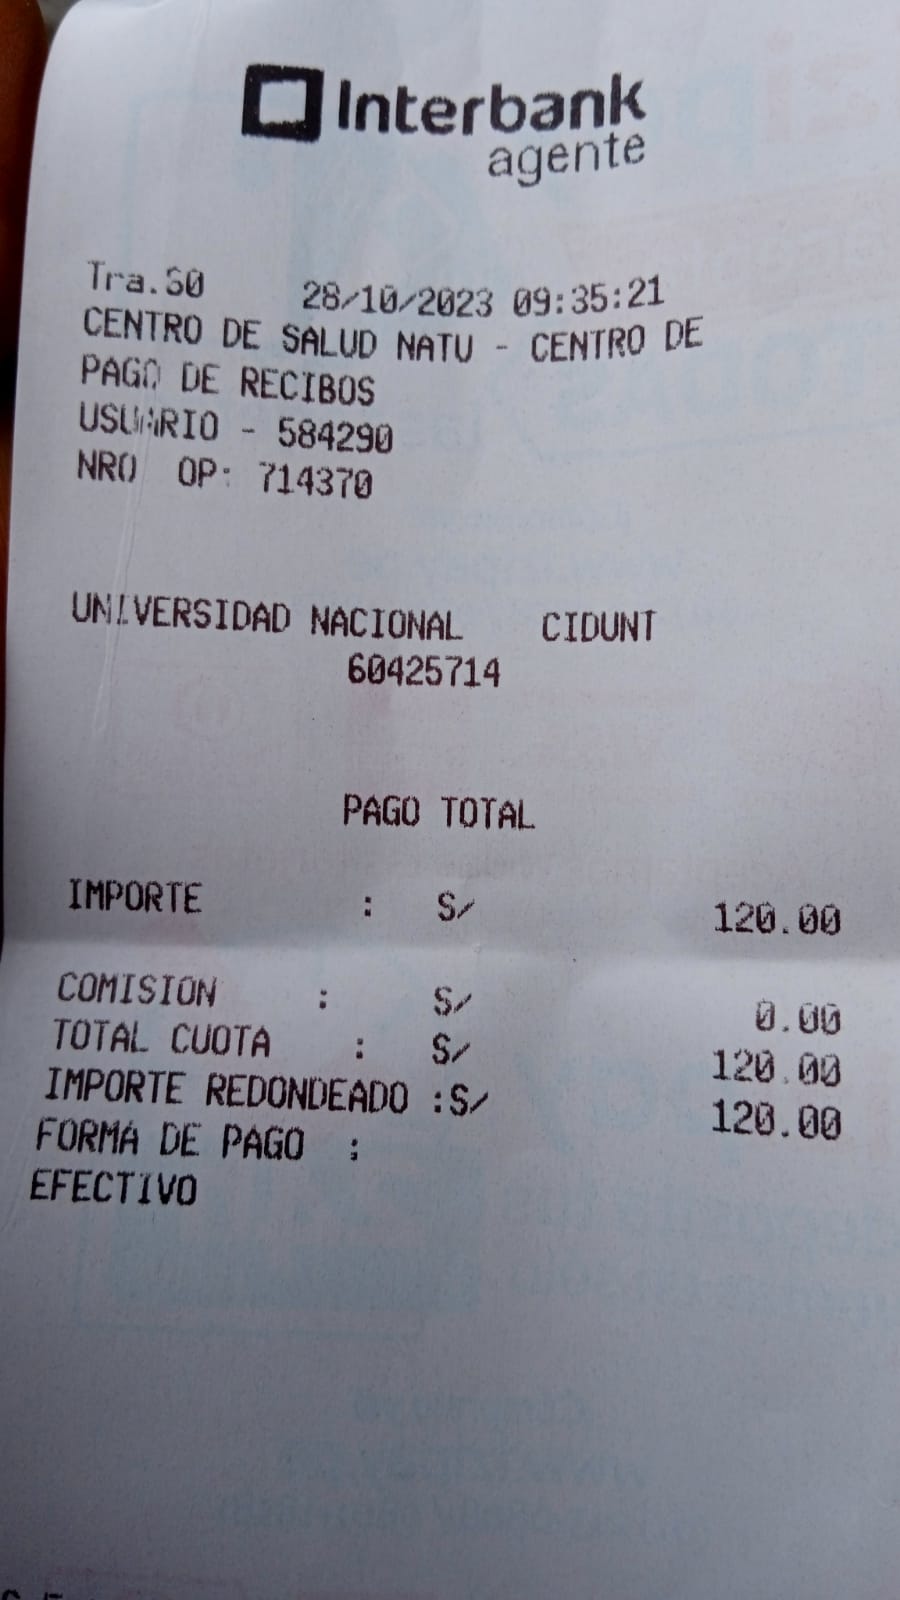 Interbank
agente
Tra.S0 28/10/2023 09:35:21
CENTRO DE SALUD NATU - CENTRO DE
PAGO DE RECIBOS
USUARIO - 584290
NRO OP: 714370
UNIVERSIDAD NACIONAL CIDUNT
60425714
PAGO TOTAL
IMPORTE : S/ 120.00
COMISION : S/ 0.00
TOTAL CUOTA : S/ 120.00
IMPORTE REDONDEADO :S/ 120.00
FORMA DE PAGO :
EFECTIVO